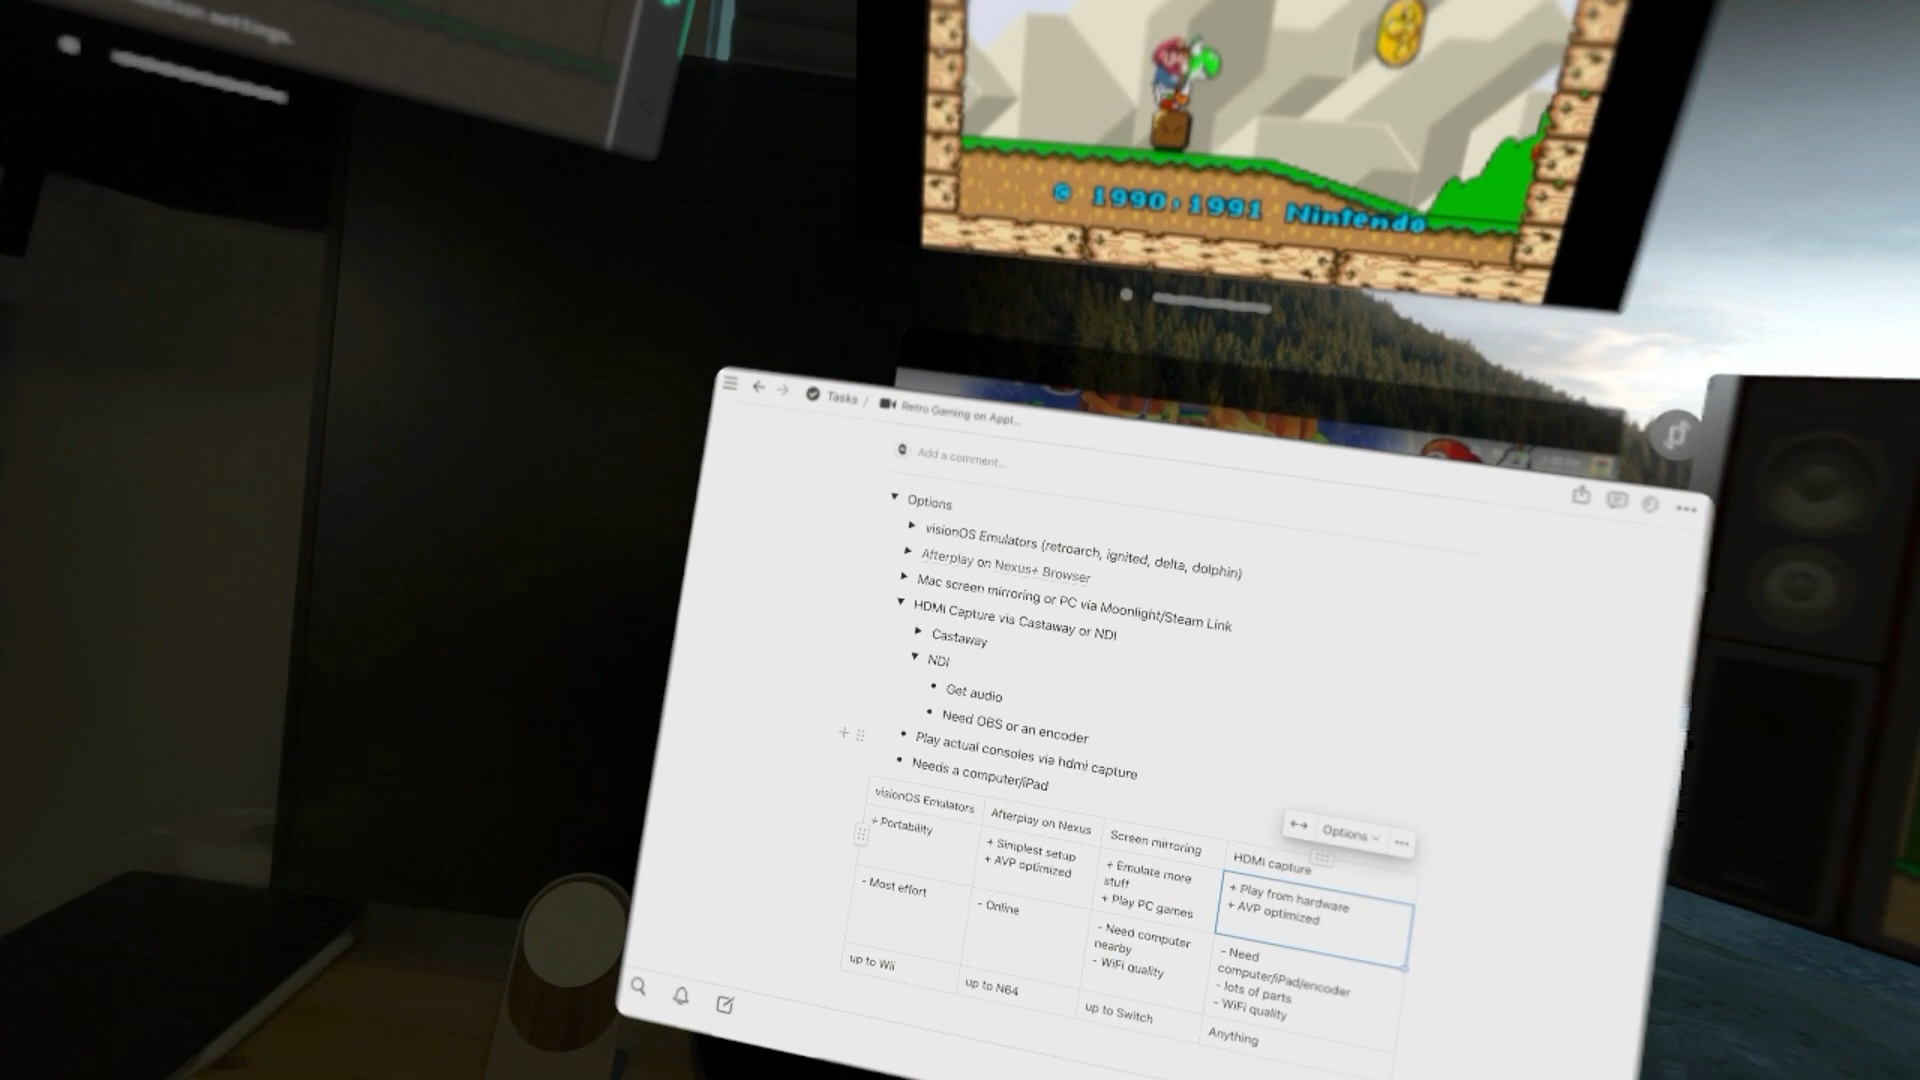 settings.
© 1990,1991 Nintendo
Tasks /
Retro Gaming on Appl...
Add a comment...
Options
visionOS Emulators (retroarch, ignited, delta, dolphin)
Afterplay on Nexus+ Browser
Mac screen mirroring or PC via Moonlight/Steam Link
HDMI Capture via Castaway or NDI
Castaway
NDI
Get audio
Need OBS or an encoder
Play actual consoles via hdmi capture
Needs a computer/iPad
Options
visionOS Emulators
Afterplay on Nexus
Screen mirroring
HDMI capture
+ Portability
+ Simplest setup
+ AVP optimized
+ Emulate more
stuff
+ Play PC games
+ Play from hardware
+ AVP optimized
- Most effort
- Online
- Need computer
nearby
- WiFi quality
- Need
computer/iPad/encoder
- lots of parts
- WiFi quality
up to Wii
up to N64
up to Switch
Anything